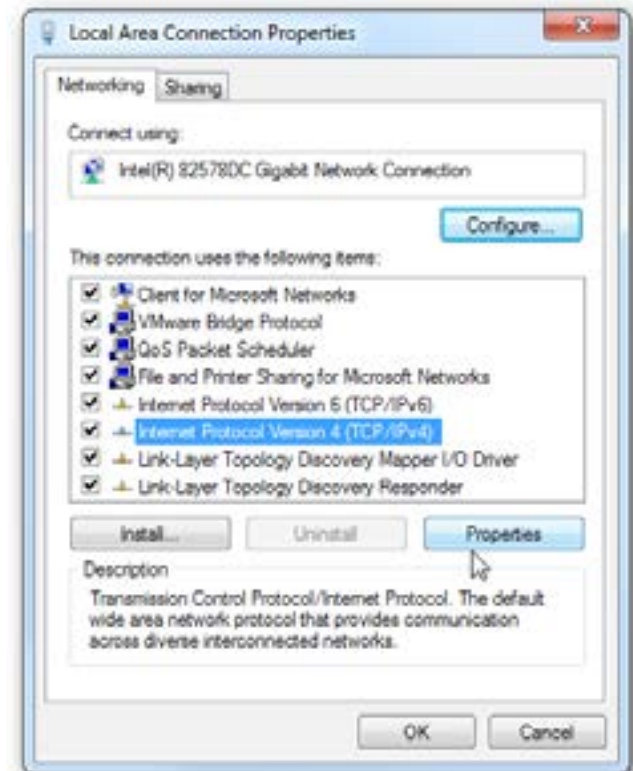 Local Area Connection Properties
Networking
Sharing
Connect using:
Intel(R) 82578DC Gigabit Network Connection
Configure...
This connection uses the following items:
Client for Microsoft Networks
VMware Bridge Protocol
QoS Packet Scheduler
File and Printer Sharing for Microsoft Networks
Internet Protocol Version 6 (TCP/IPv6)
Internet Protocol Version 4 (TCP/IPv4)
Link-Layer Topology Discovery Mapper I/O Driver
Link-Layer Topology Discovery Responder
Install...
Uninstall
Properties
Description
Transmission Control Protocol/Internet Protocol. The default
wide area network protocol that provides communication
across diverse interconnected networks.
OK
Cancel